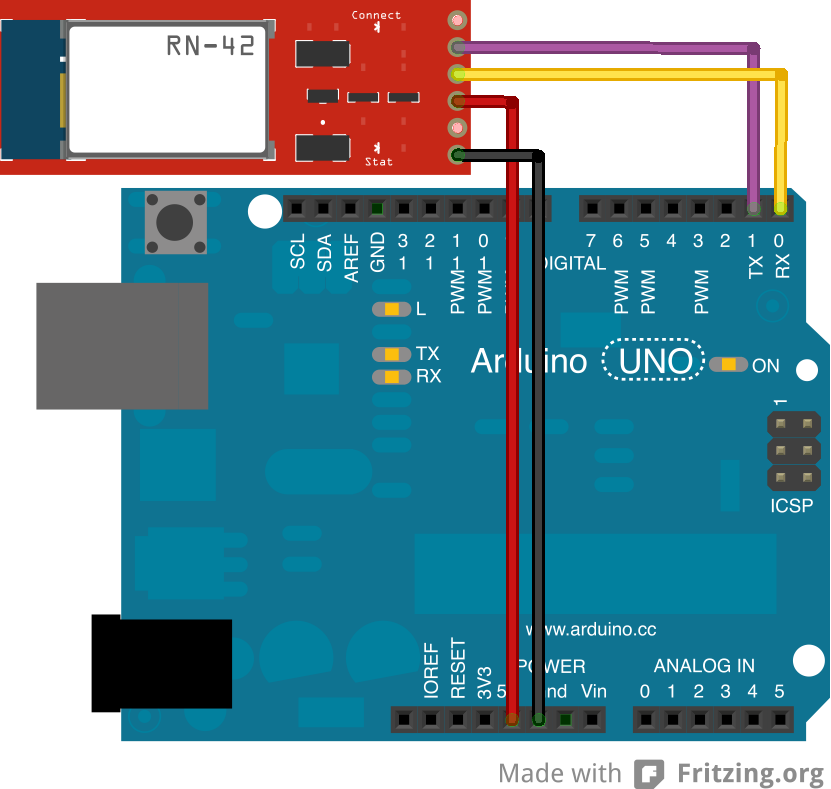 Connect
RN-42
Stat
SCL
SDA
AREF
GND
13
12
PWM 11
PWM 10
DIGITAL
7
PWM 6
PWM 5
4
PWM 3
2
TX 1
RX 0
L
TX
RX
Arduino UNO
ON
1
ICSP
www.arduino.cc
POWER
ANALOG IN
IOREF
RESET
3V3
5
nd
Vin
0 1 2 3 4 5
Made with Fritzing.org